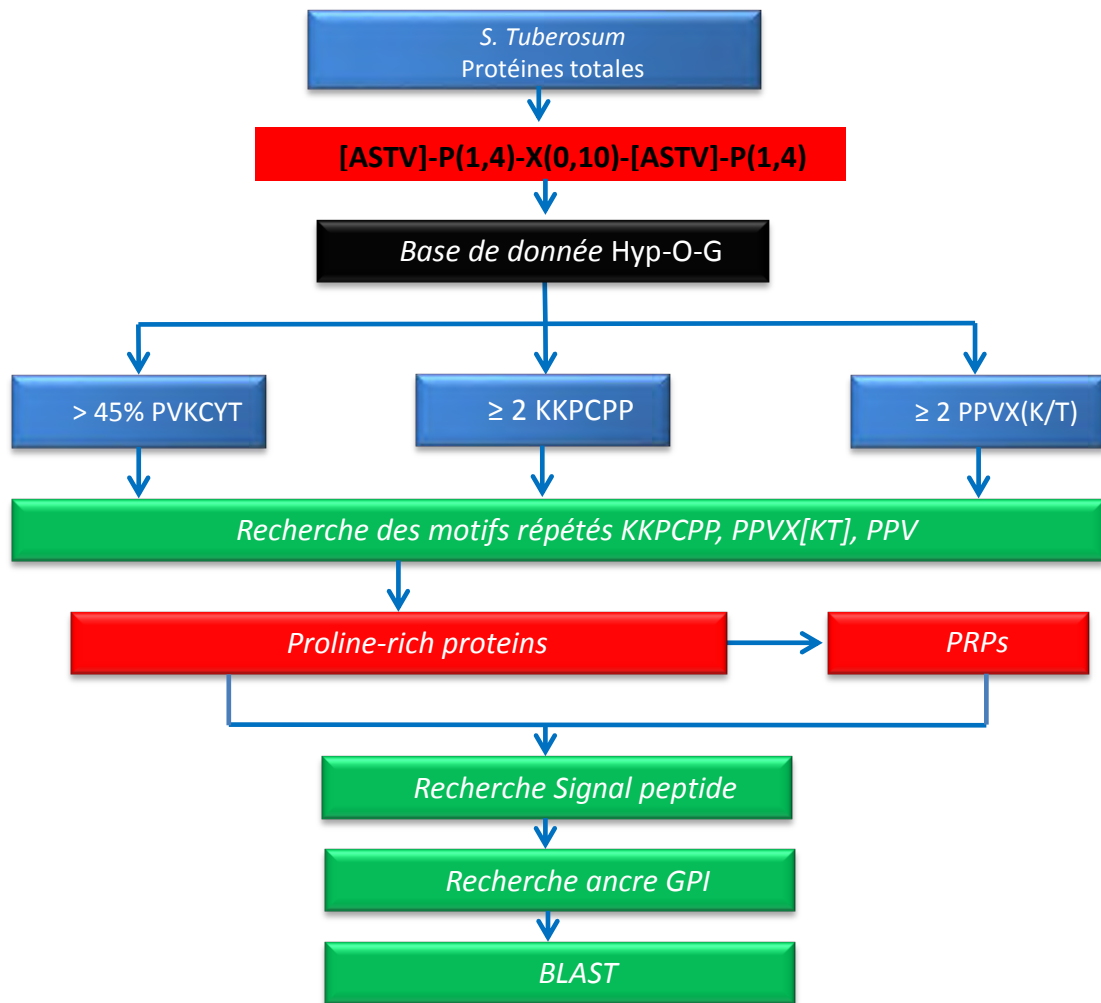 S. Tuberosum
Protéines totales
[ASTV]-P(1,4)-X(0,10)-[ASTV]-P(1,4)
Base de donnée Hyp-O-G
> 45% PVKCYT
≥ 2 KKPCPP
≥ 2 PPVX(K/T)
Recherche des motifs répétés KKPCPP, PPVX[KT], PPV
Proline-rich proteins
PRPs
Recherche Signal peptide
Recherche ancre GPI
BLAST